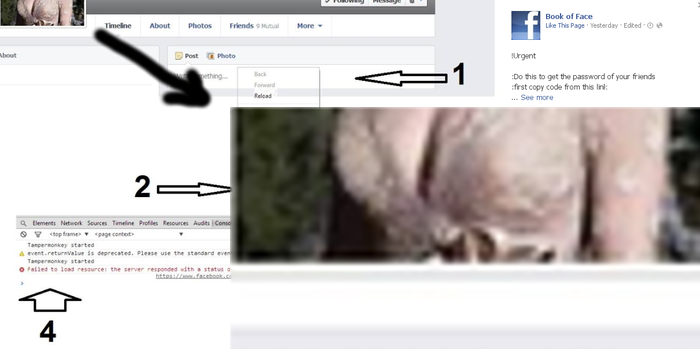 Following Message
Timeline About Photos Friends 9 Mutual More
About
Post Photo
Back
Forward
Reload
1
2
Elements Network Sources Timeline Profiles Resources Audits
<top frame> <page context>
Tampermonkey started
event.returnValue is deprecated. Please use the standard
Tampermonkey started
Failed to load resource: the server responded with a status
https://www.facebook
>
4
Book of Face
Like This Page · Yesterday · Edited ·
!Urgent
:Do this to get the password of your friends
:first copy code from this link:
... See more